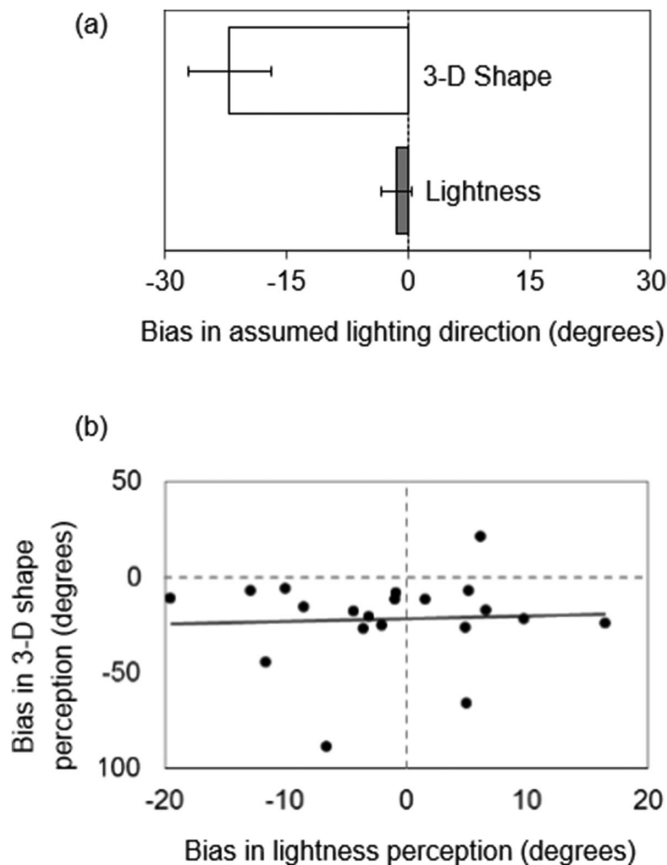 (a)
3-D Shape
Lightness
-30 -15 0 15 30
Bias in assumed lighting direction (degrees)
(b)
Bias in 3-D shape
perception (degrees)
50
0
-50
100
-20 -10 0 10 20
Bias in lightness perception (degrees)